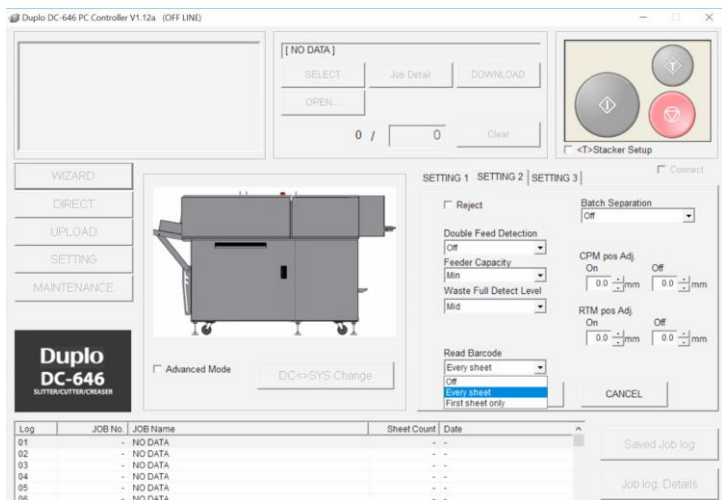 Duplo DC-646 PC Controller V1.12a (OFF LINE)
[ NO DATA ]
SELECT
Job Detail
DOWNLOAD
OPEN...
0 / 0
Clear
T
<T>Stacker Setup
Connect
WIZARD
DIRECT
UPLOAD
SETTING
MAINTENANCE
Duplo
DC-646
SLITTER/CUTTER/CREASER
Advanced Mode
DC<=>SYS Change
SETTING 1 SETTING 2 SETTING 3
Reject
Batch Separation
Off
Double Feed Detection
Off
Feeder Capacity
Min
Waste Full Detect Level
Mid
CPM pos Adj.
On Off
0.0 mm 0.0 mm
RTM pos Adj.
On Off
0.0 mm 0.0 mm
Read Barcode
Every sheet
Off
Every sheet
First sheet only
CANCEL
Log JOB No. JOB Name Sheet Count Date
01 - NO DATA - -
02 - NO DATA - -
03 - NO DATA - -
04 - NO DATA - -
05 - NO DATA - -
06 - NO DATA - -
Saved Job log
Job log. Details